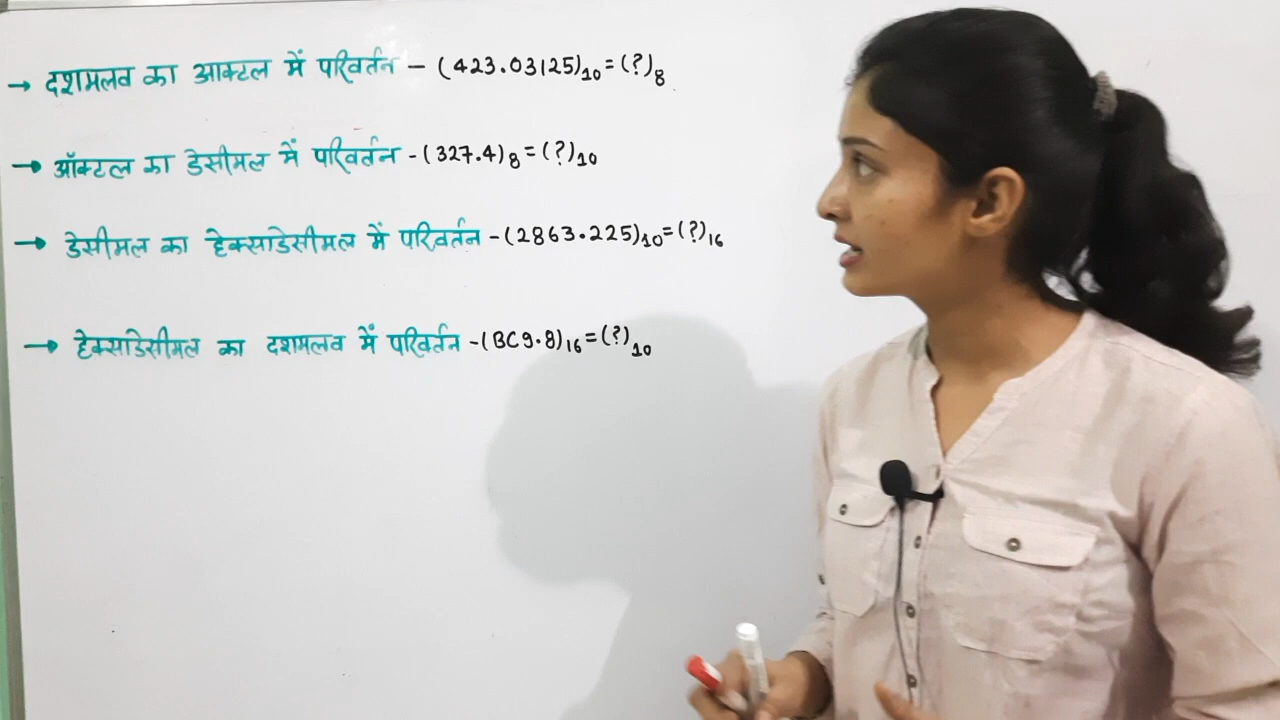 → दशमलव का आक्टल में परिवर्तन – (423.03125)₁₀ = (?)₈
→ ऑक्टल का डेसीमल में परिवर्तन - (327.4)₈ = (?)₁₀
→ डेसीमल का हेक्साडेसीमल में परिवर्तन - (2863.225)₁₀ = (?)₁₆
→ हेक्साडेसीमल का दशमलव में परिवर्तन - (BC9.8)₁₆ = (?)₁₀